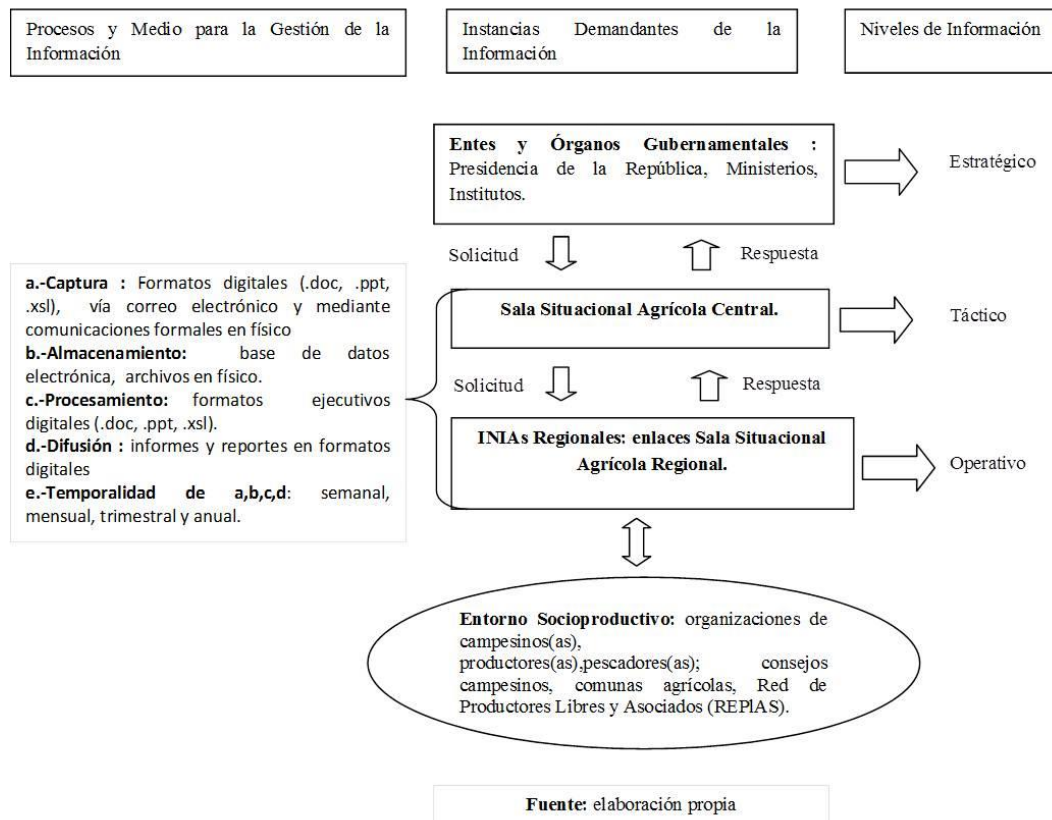 Procesos y Medio para la Gestión de la
Información
Instancias Demandantes de la
Información
Niveles de Información
Entes y Órganos Gubernamentales :
Presidencia de la República, Ministerios,
Institutos.
Estratégico
Solicitud
Respuesta
a.-Captura : Formatos digitales (.doc, .ppt,
.xsl), vía correo electrónico y mediante
comunicaciones formales en físico
b.-Almacenamiento: base de datos
electrónica, archivos en físico.
c.-Procesamiento: formatos ejecutivos
digitales (.doc, .ppt, .xsl).
d.-Difusión : informes y reportes en formatos
digitales
e.-Temporalidad de a,b,c,d: semanal,
mensual, trimestral y anual.
Sala Situacional Agrícola Central.
Táctico
Solicitud
Respuesta
INIAs Regionales: enlaces Sala Situacional
Agrícola Regional.
Operativo
Entorno Socioproductivo: organizaciones de
campesinos(as),
productores(as),pescadores(as); consejos
campesinos, comunas agrícolas, Red de
Productores Libres y Asociados (REPlAS).
Fuente: elaboración propia